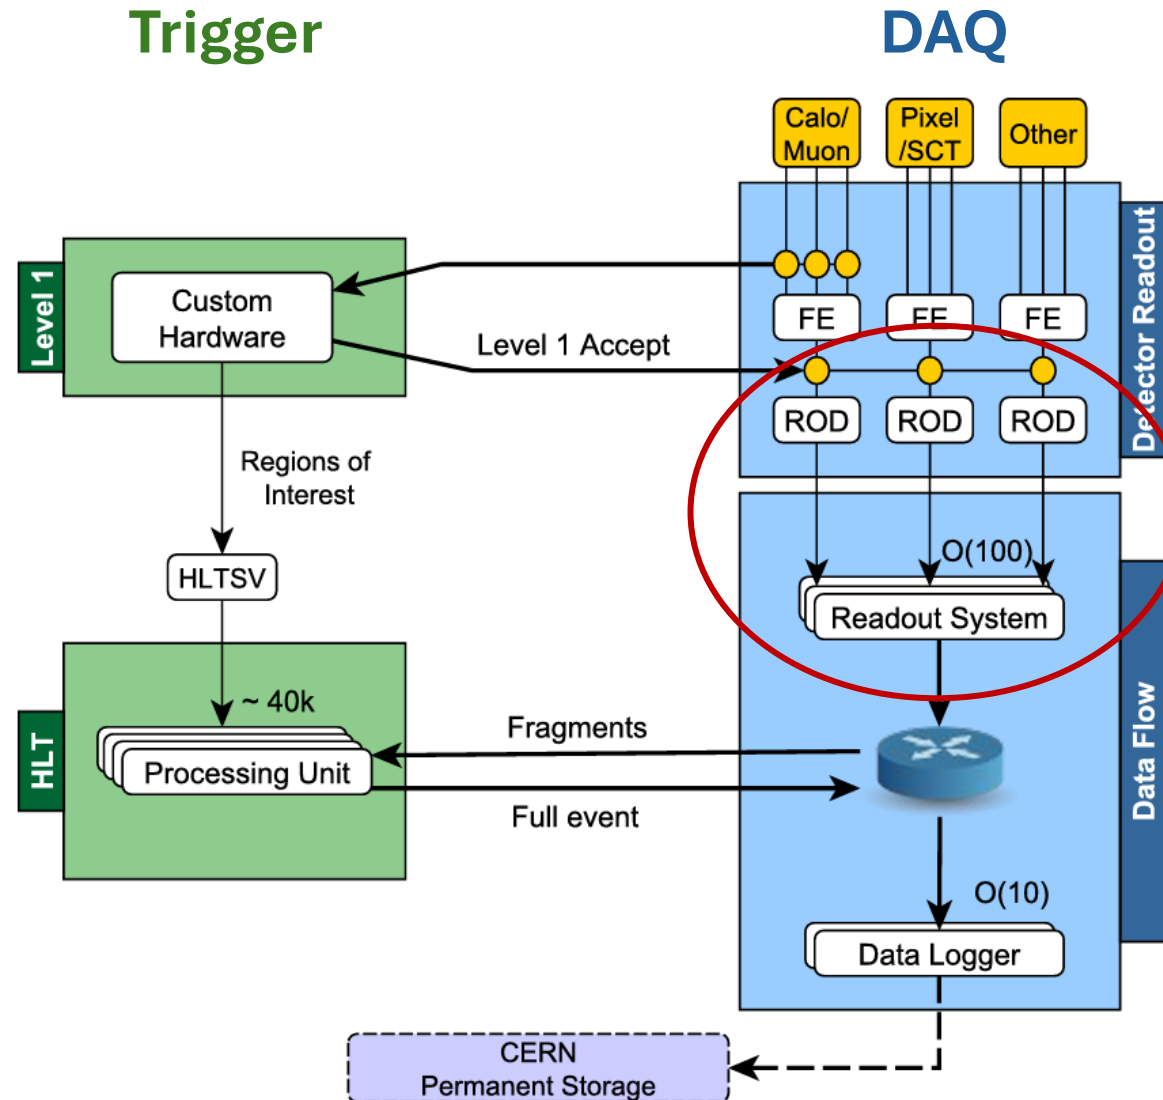 Trigger
DAQ
Calo/
Muon
Pixel
/SCT
Other
Level 1
Custom
Hardware
FE
FE
FE
Level 1 Accept
ROD
ROD
ROD
Detector Readout
Regions of
Interest
HLTSV
O(100)
Readout System
HLT
~ 40k
Processing Unit
Fragments
Full event
Data Flow
O(10)
Data Logger
CERN
Permanent Storage